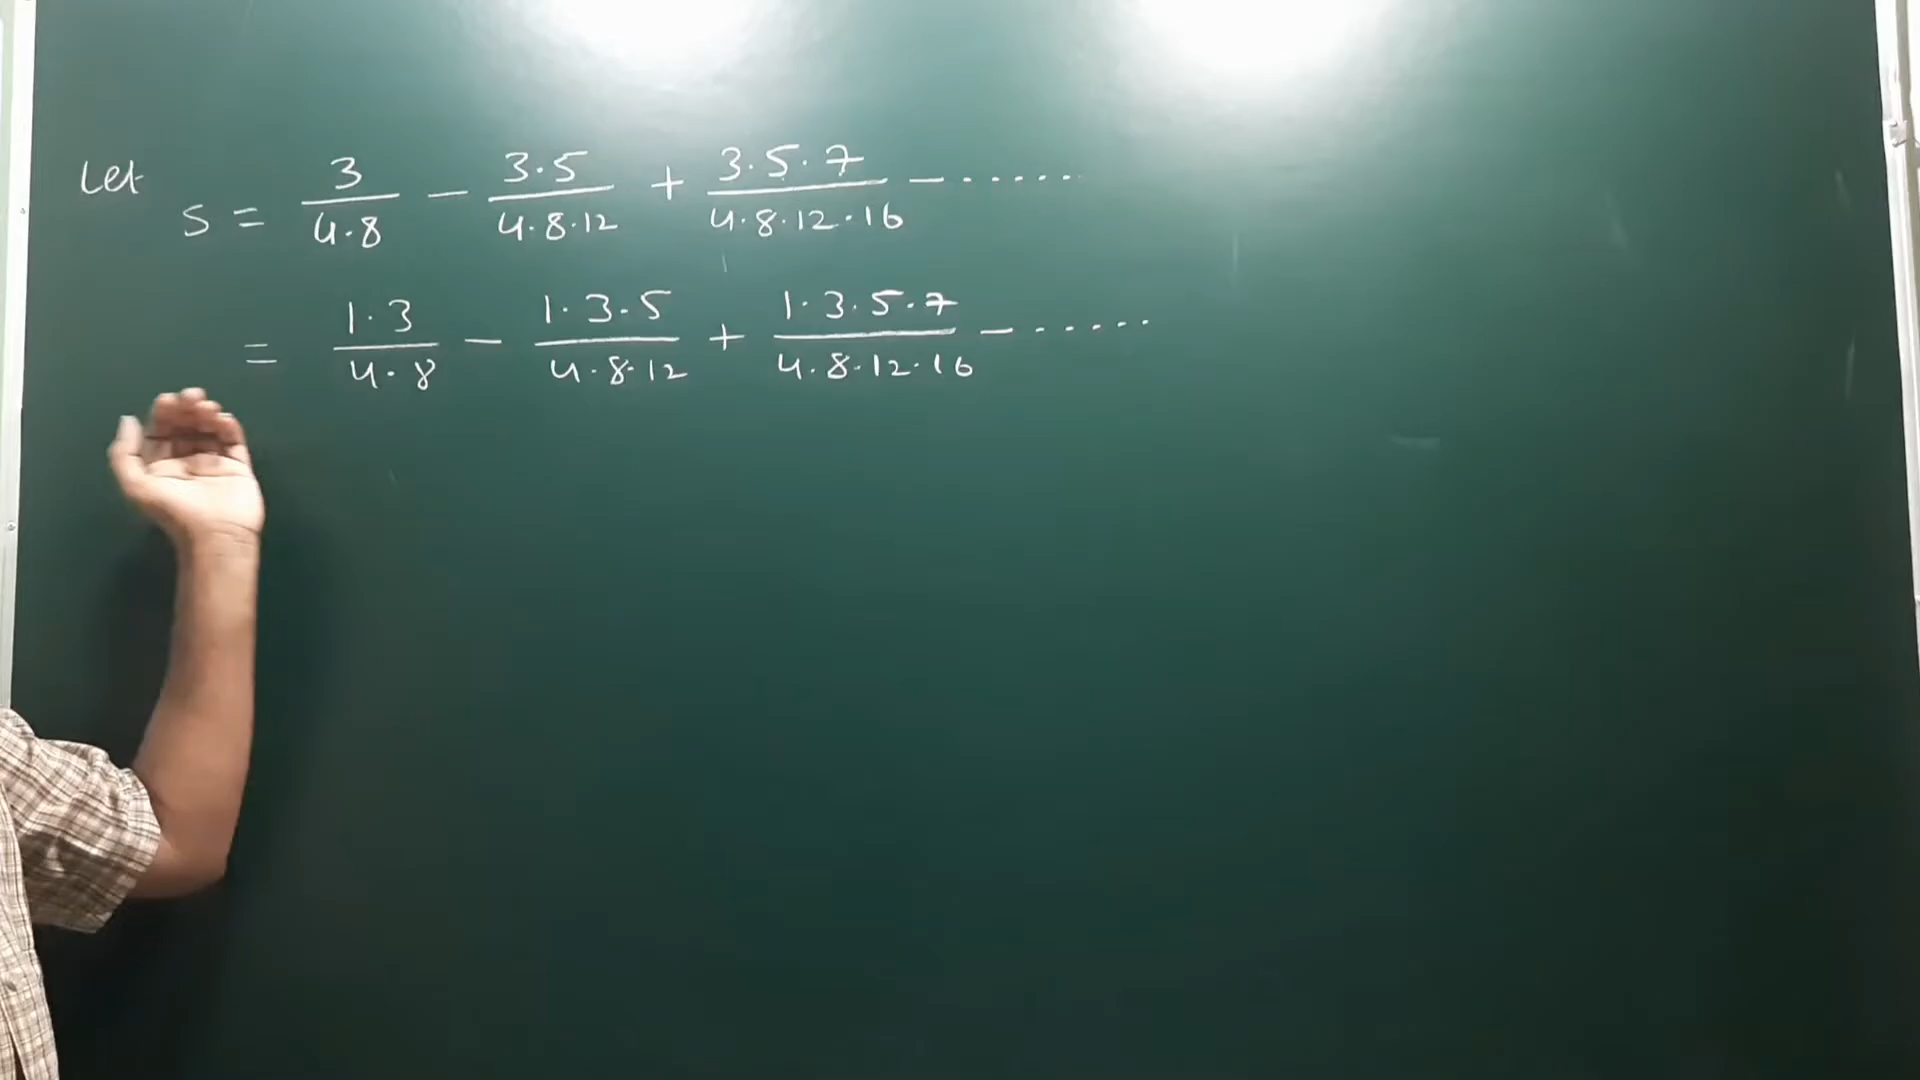 Let S = 3/(4·8) − 3·5/(4·8·12) + 3·5·7/(4·8·12·16) − ......
= 1·3/(4·8) − 1·3·5/(4·8·12) + 1·3·5·7/(4·8·12·16) − ......